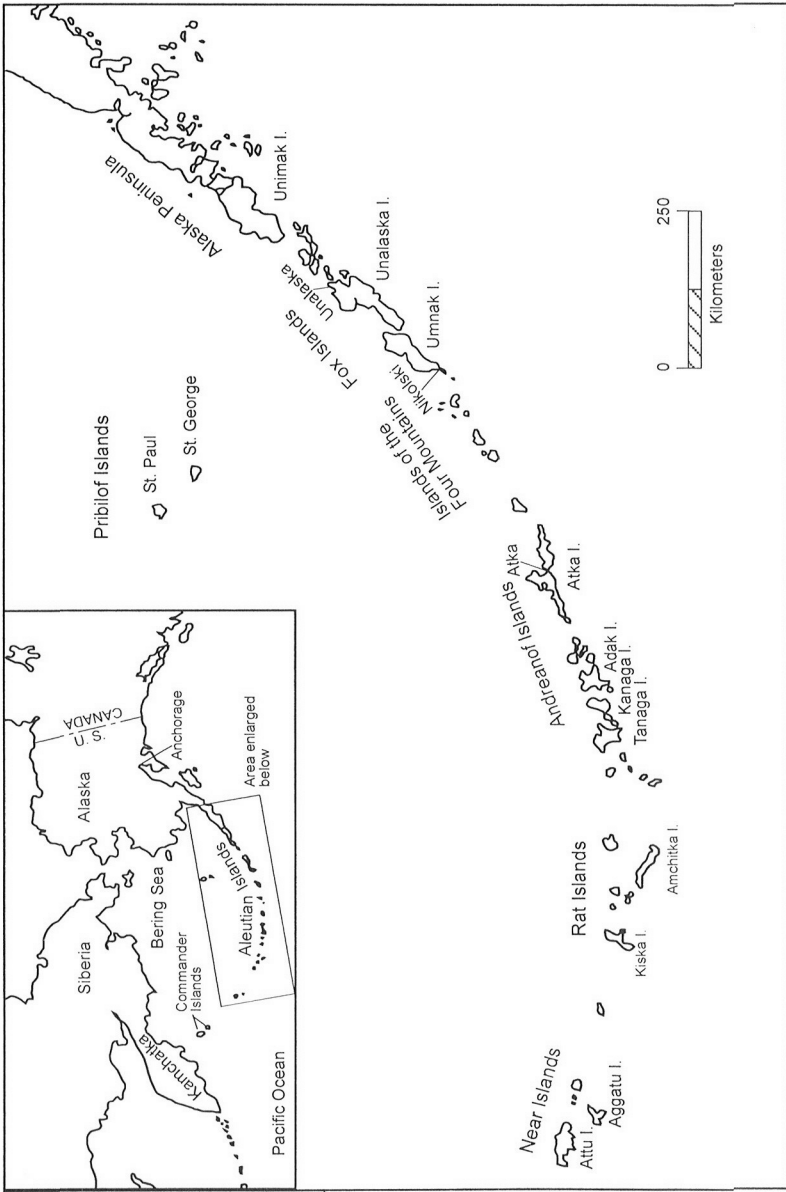 Siberia
Alaska
U. S.
CANADA
Bering Sea
Kamchatka
Commander
Islands
Anchorage
Aleutian Islands
Area enlarged
below
Pacific Ocean
Pribilof Islands
St. Paul
St. George
Alaska Peninsula
Unimak I.
Unalaska
Unalaska I.
Fox Islands
Umnak I.
Nikolski
Islands of the
Four Mountains
Andreanof Islands
Atka
Atka I.
Adak I.
Kanaga I.
Tanaga I.
Rat Islands
Amchitka I.
Kiska I.
Near Islands
Attu I.
Aggatu I.
0
250
Kilometers